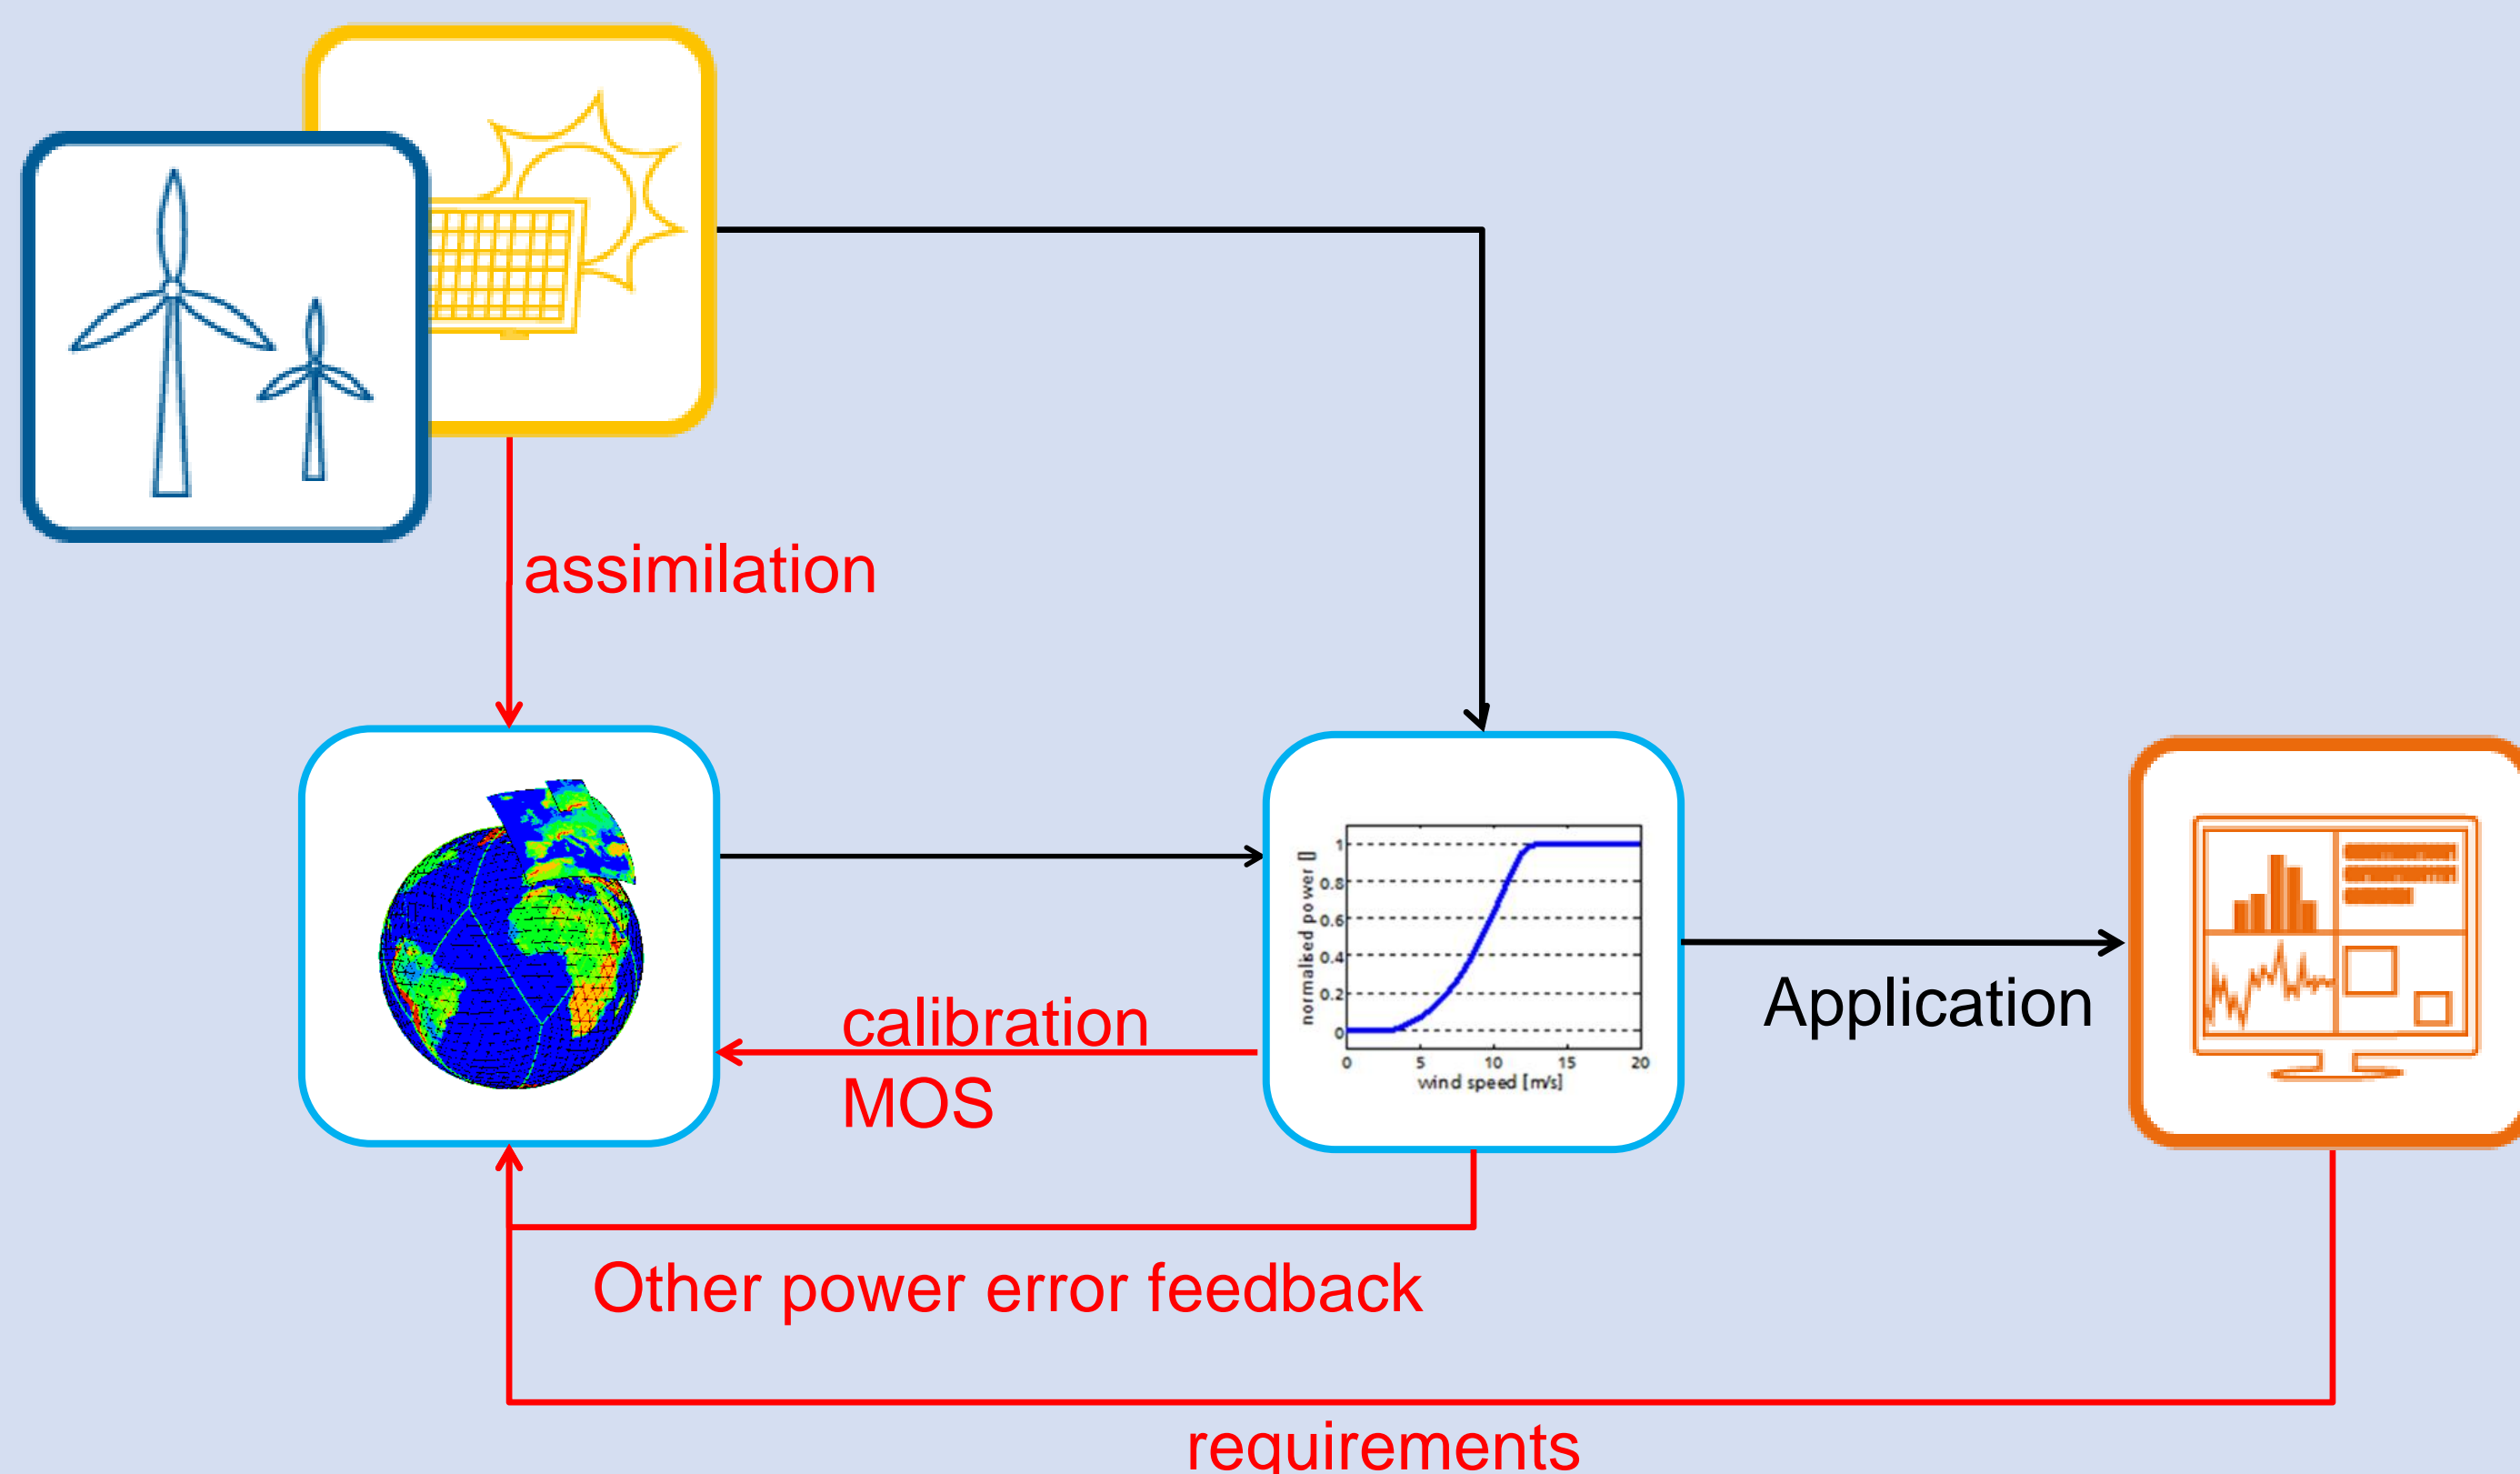 assimilation
calibration
MOS
normalised power []
1
0.8
0.6
0.4
0.2
0
0 5 10 15 20
wind speed [m/s]
Application
Other power error feedback
requirements